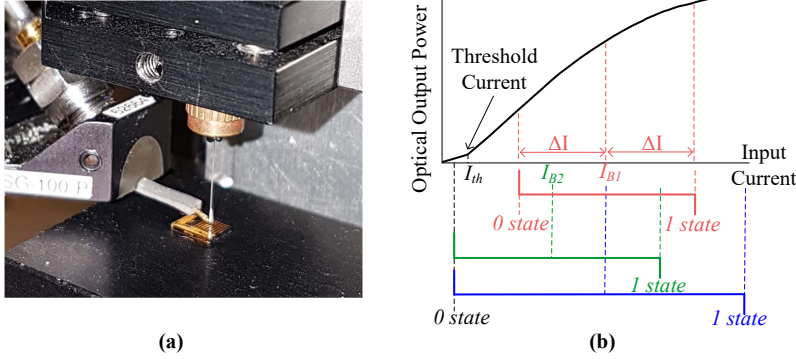 52664
SG-100 P
(a)
(b)
Optical Output Power
Threshold
Current
ΔI
ΔI
I_th
I_B2
I_B1
Input
Current
0 state
1 state
1 state
0 state
1 state